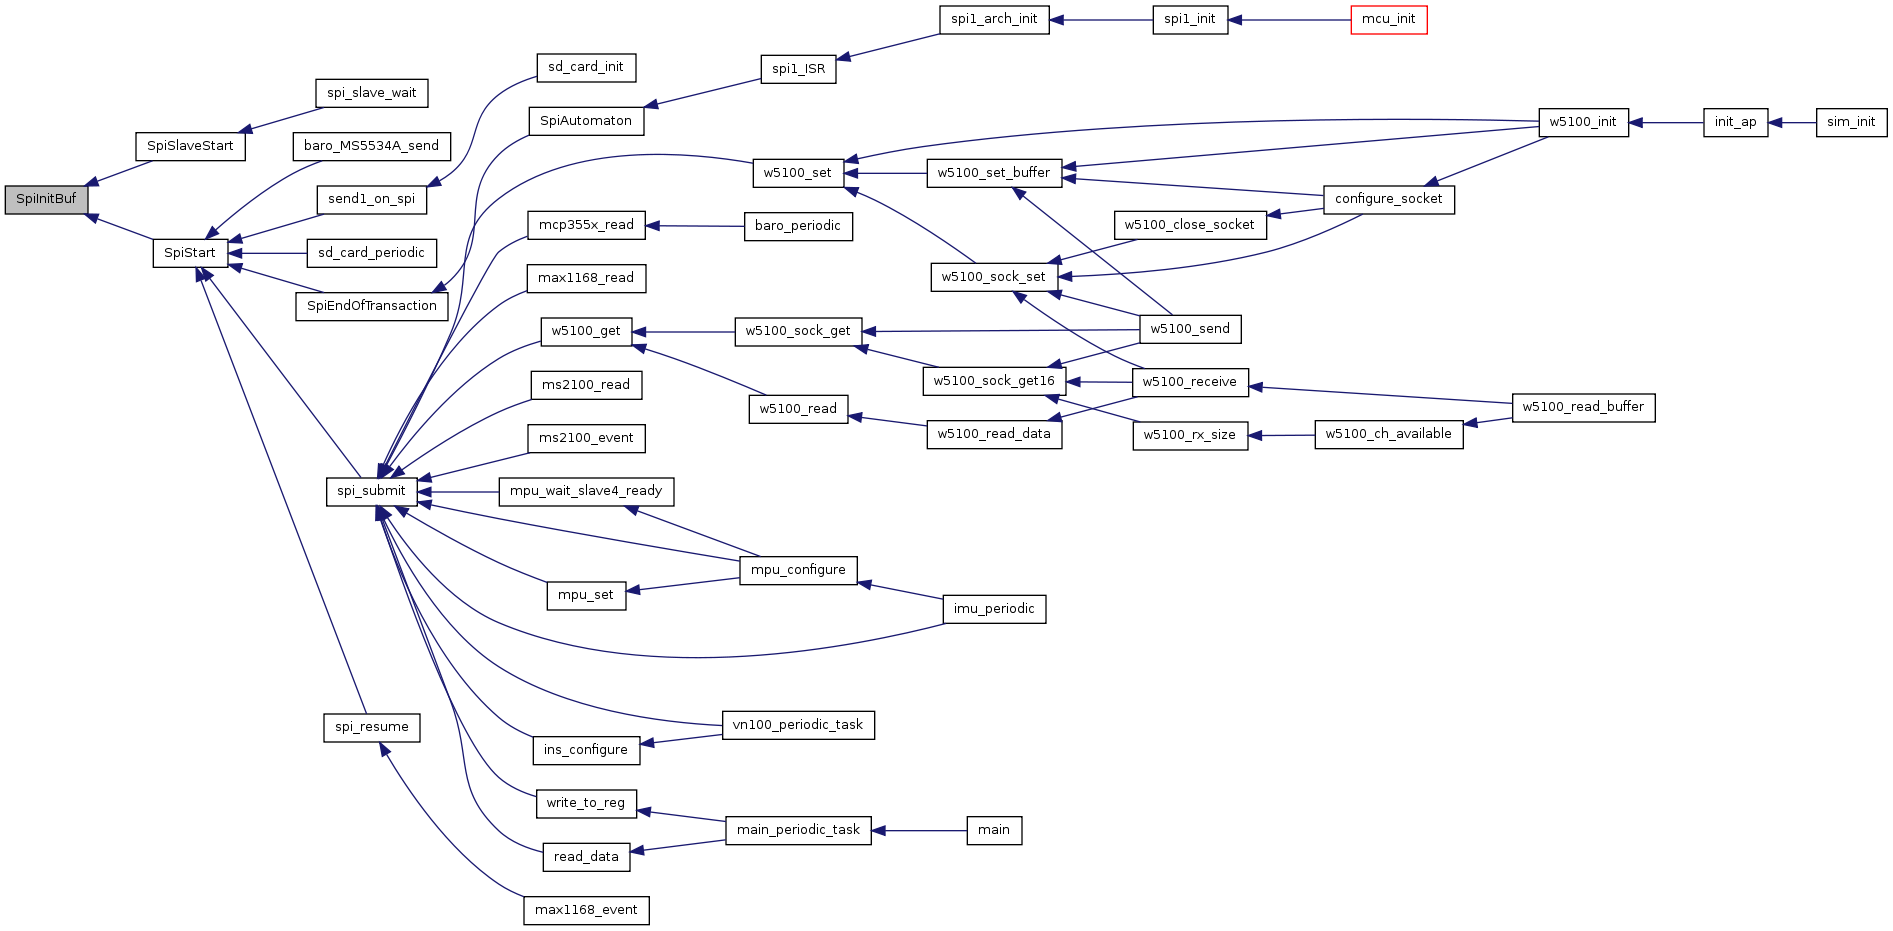 SpiInitBuf
SpiSlaveStart
spi_slave_wait
SpiStart
baro_MS5534A_send
send1_on_spi
sd_card_init
sd_card_periodic
SpiEndOfTransaction
SpiAutomaton
spi1_ISR
spi1_arch_init
spi1_init
mcu_init
spi_submit
w5100_set
w5100_init
init_ap
sim_init
w5100_set_buffer
configure_socket
w5100_close_socket
w5100_sock_set
mcp355x_read
baro_periodic
max1168_read
w5100_get
w5100_sock_get
w5100_send
w5100_sock_get16
w5100_receive
w5100_read_buffer
w5100_read
w5100_read_data
w5100_rx_size
w5100_ch_available
ms2100_read
ms2100_event
mpu_wait_slave4_ready
mpu_configure
mpu_set
imu_periodic
vn100_periodic_task
ins_configure
write_to_reg
main_periodic_task
main
read_data
spi_resume
max1168_event